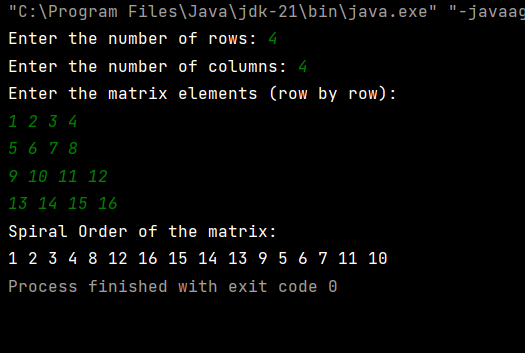 "C:\Program Files\Java\jdk-21\bin\java.exe" "-javaag
Enter the number of rows: 4
Enter the number of columns: 4
Enter the matrix elements (row by row):
1 2 3 4
5 6 7 8
9 10 11 12
13 14 15 16
Spiral Order of the matrix:
1 2 3 4 8 12 16 15 14 13 9 5 6 7 11 10
Process finished with exit code 0